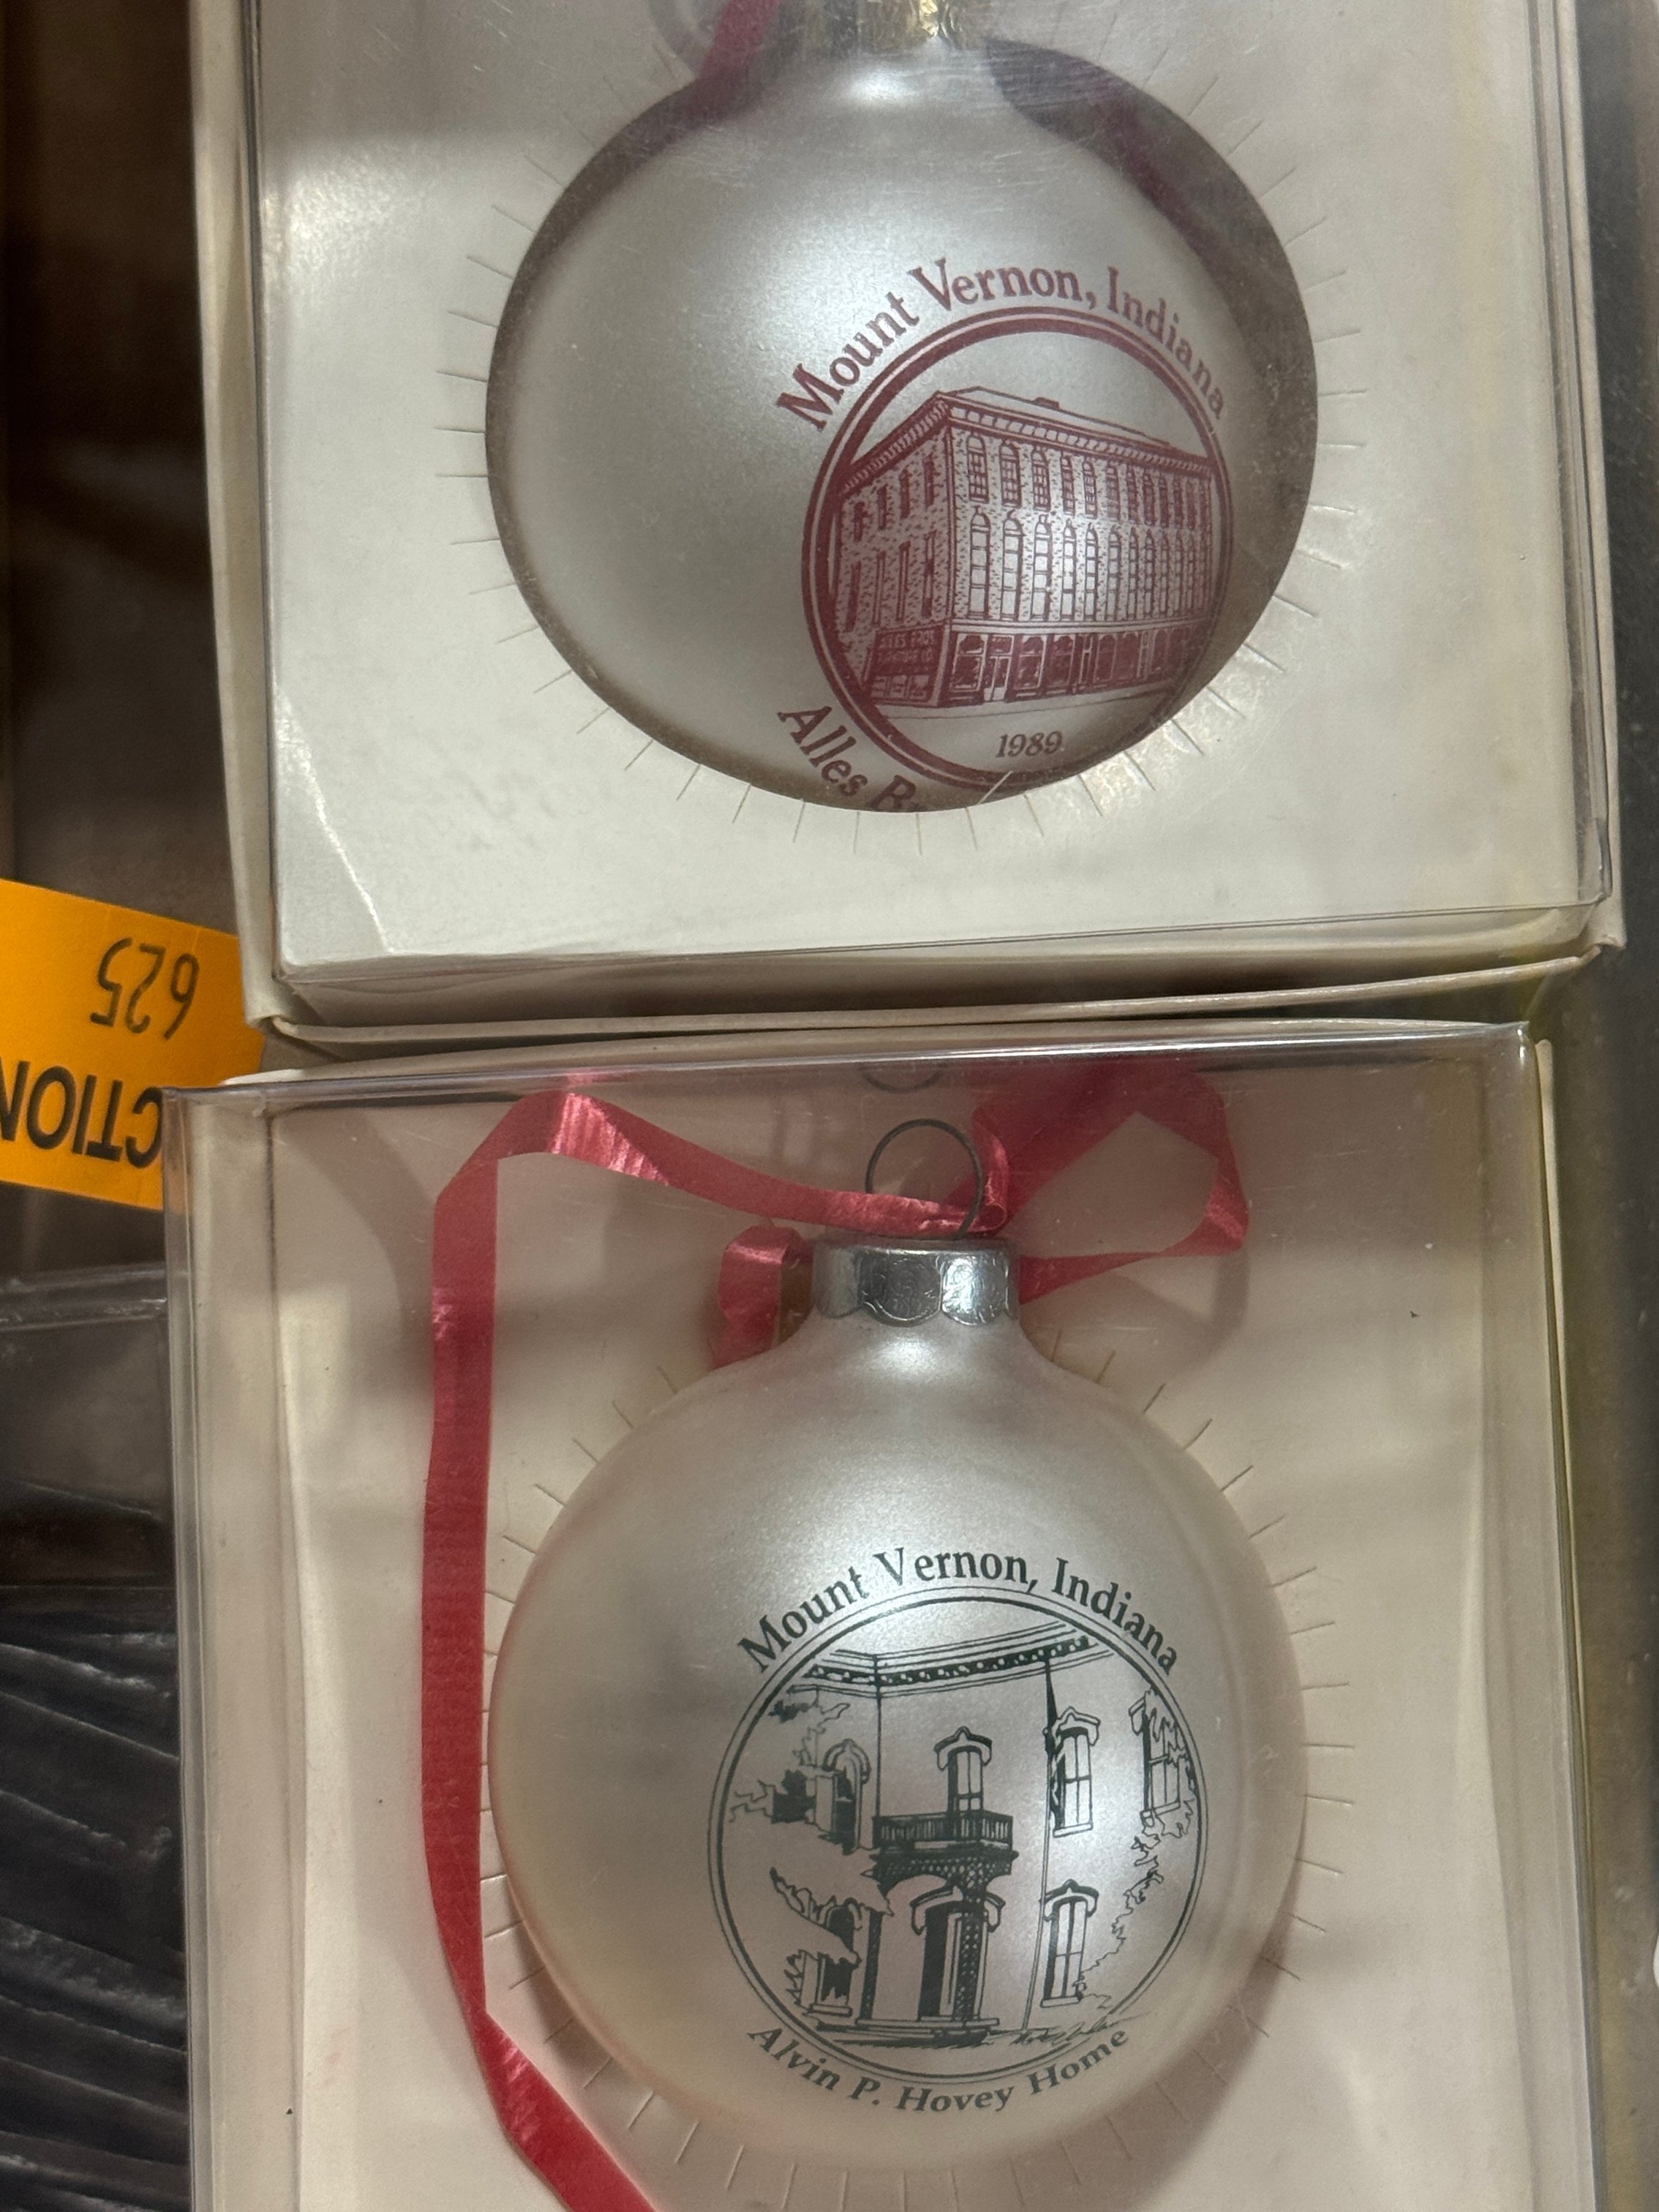 Mount Vernon, Indiana
1989
Alles
625
CTION
Mount Vernon, Indiana
Alvin P. Hovey Home